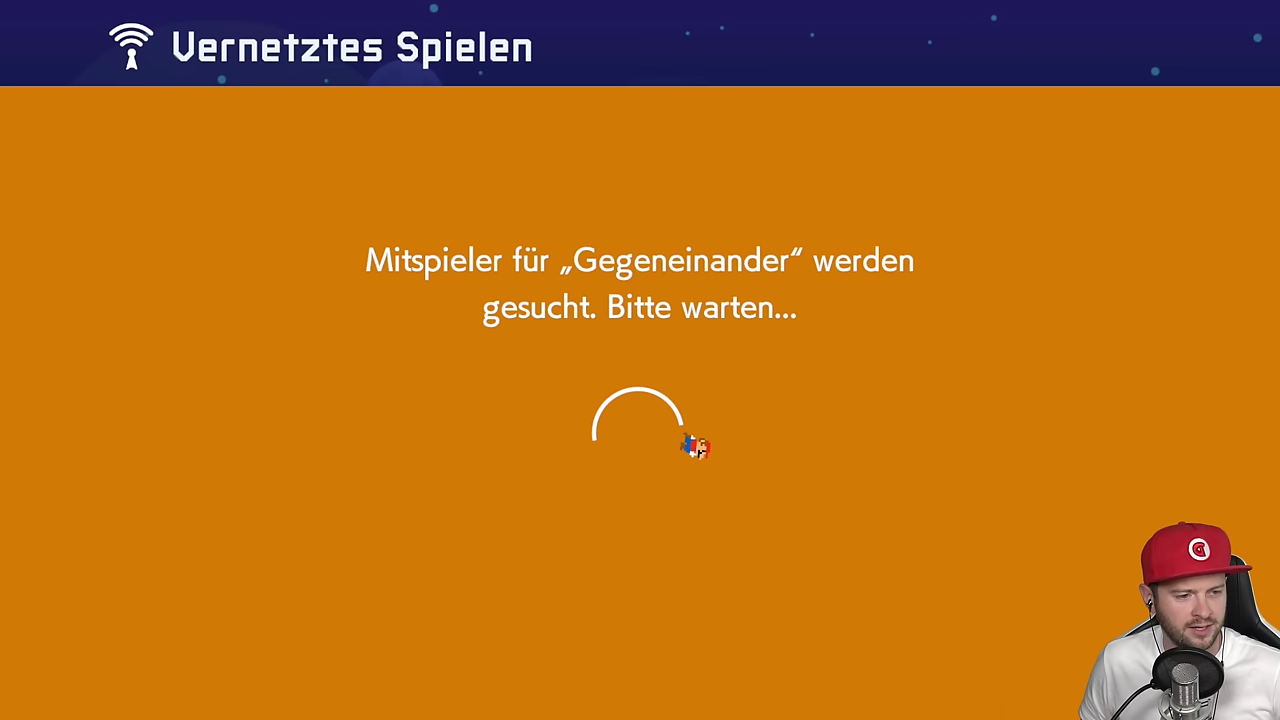 Vernetztes Spielen
Mitspieler für „Gegeneinander“ werden
gesucht. Bitte warten...